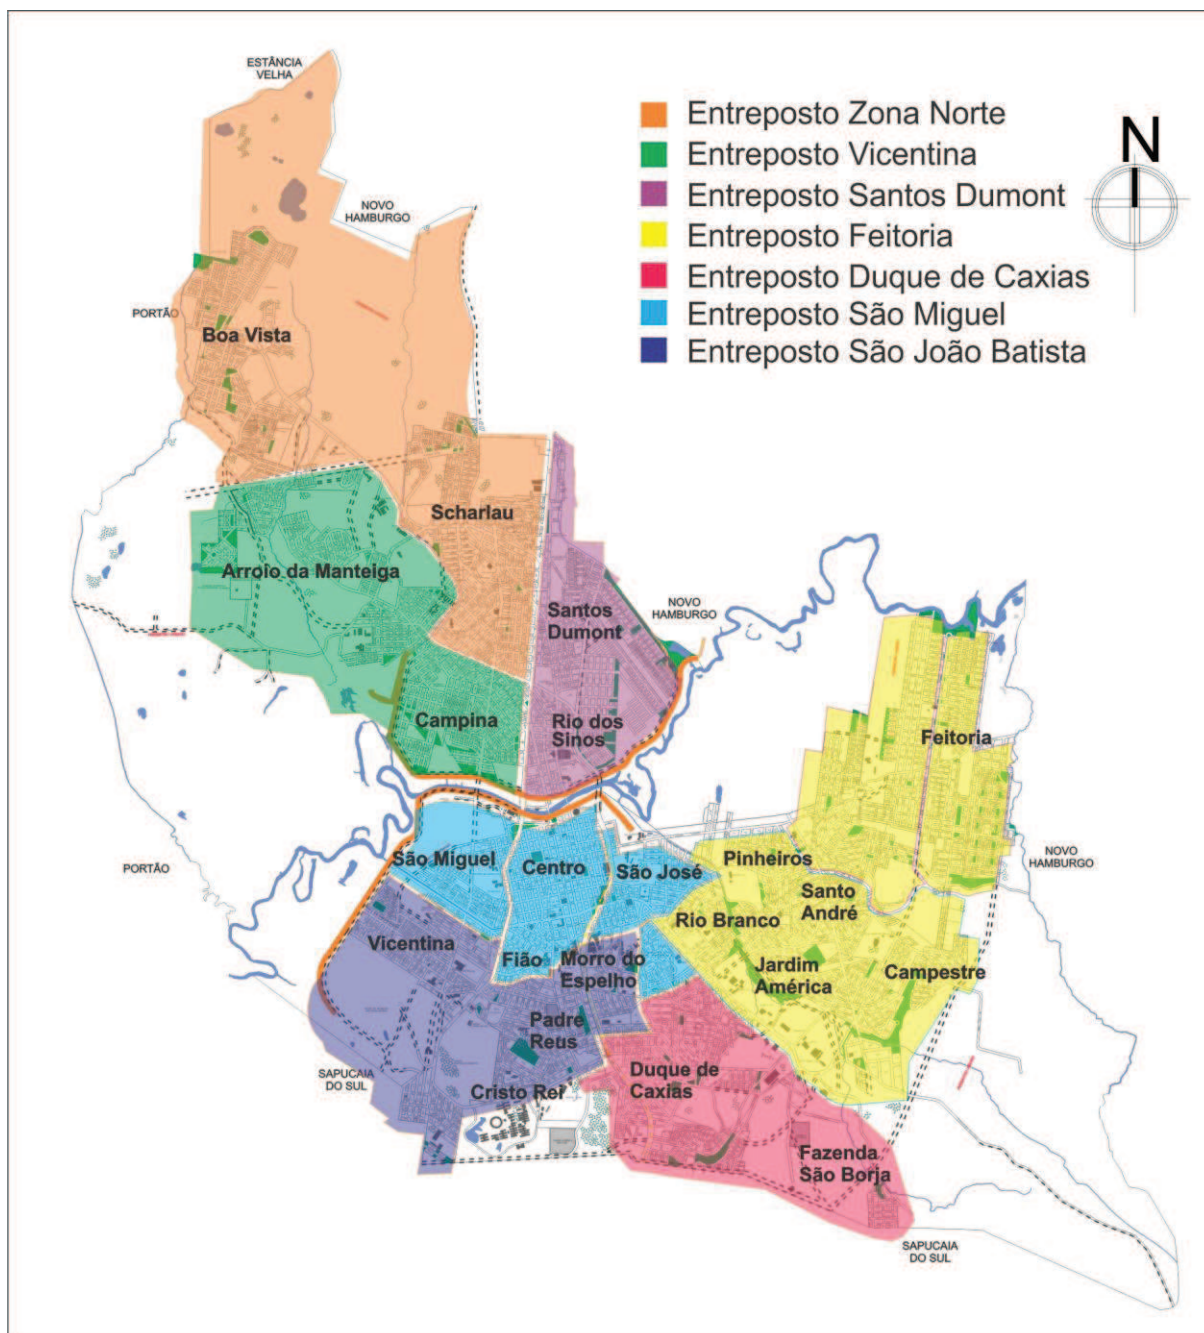 ESTÂNCIA
VELHA
Entreposto Zona Norte
Entreposto Vicentina
Entreposto Santos Dumont
Entreposto Feitoria
Entreposto Duque de Caxias
Entreposto São Miguel
Entreposto São João Batista
N
NOVO
HAMBURGO
PORTÃO
Boa Vista
Scharlau
Arroio da Manteiga
Santos
Dumont
NOVO
HAMBURGO
Campina
Rio dos
Sinos
Feitoria
São Miguel
Centro
São José
Pinheiros
Santo
André
NOVO
HAMBURGO
PORTÃO
Rio Branco
Vicentina
Fião
Morro do
Espelho
Jardim
América
Campestre
Padre
Reus
SAPUCAIA
DO SUL
Cristo Rei
Duque de
Caxias
Fazenda
São Borja
SAPUCAIA
DO SUL